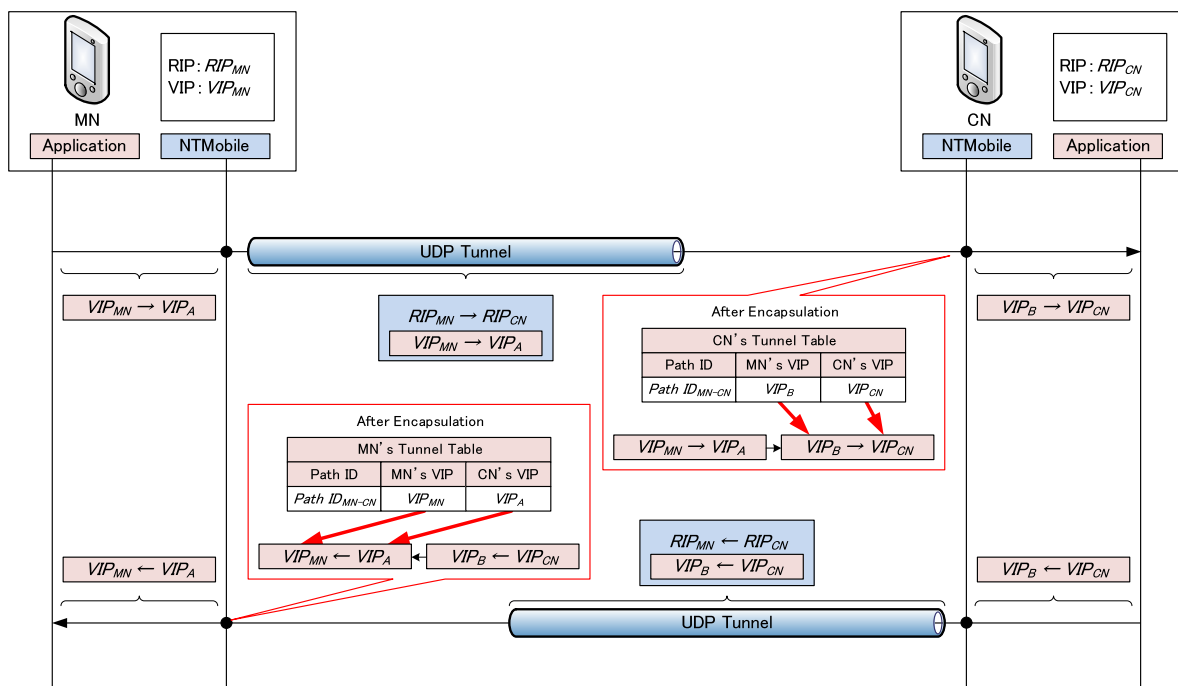 RIP : RIP_MN
VIP : VIP_MN
MN
Application
NTMobile
RIP : RIP_CN
VIP : VIP_CN
CN
NTMobile
Application
UDP Tunnel
VIP_MN → VIP_A
RIP_MN → RIP_CN
VIP_MN → VIP_A
VIP_B → VIP_CN
After Encapsulation
CN's Tunnel Table
Path ID MN's VIP CN's VIP
Path ID_MN-CN VIP_B VIP_CN
VIP_MN → VIP_A VIP_B → VIP_CN
After Encapsulation
MN's Tunnel Table
Path ID MN's VIP CN's VIP
Path ID_MN-CN VIP_MN VIP_A
VIP_MN ← VIP_A VIP_B ← VIP_CN
VIP_MN ← VIP_A
RIP_MN ← RIP_CN
VIP_B ← VIP_CN
VIP_B ← VIP_CN
UDP Tunnel